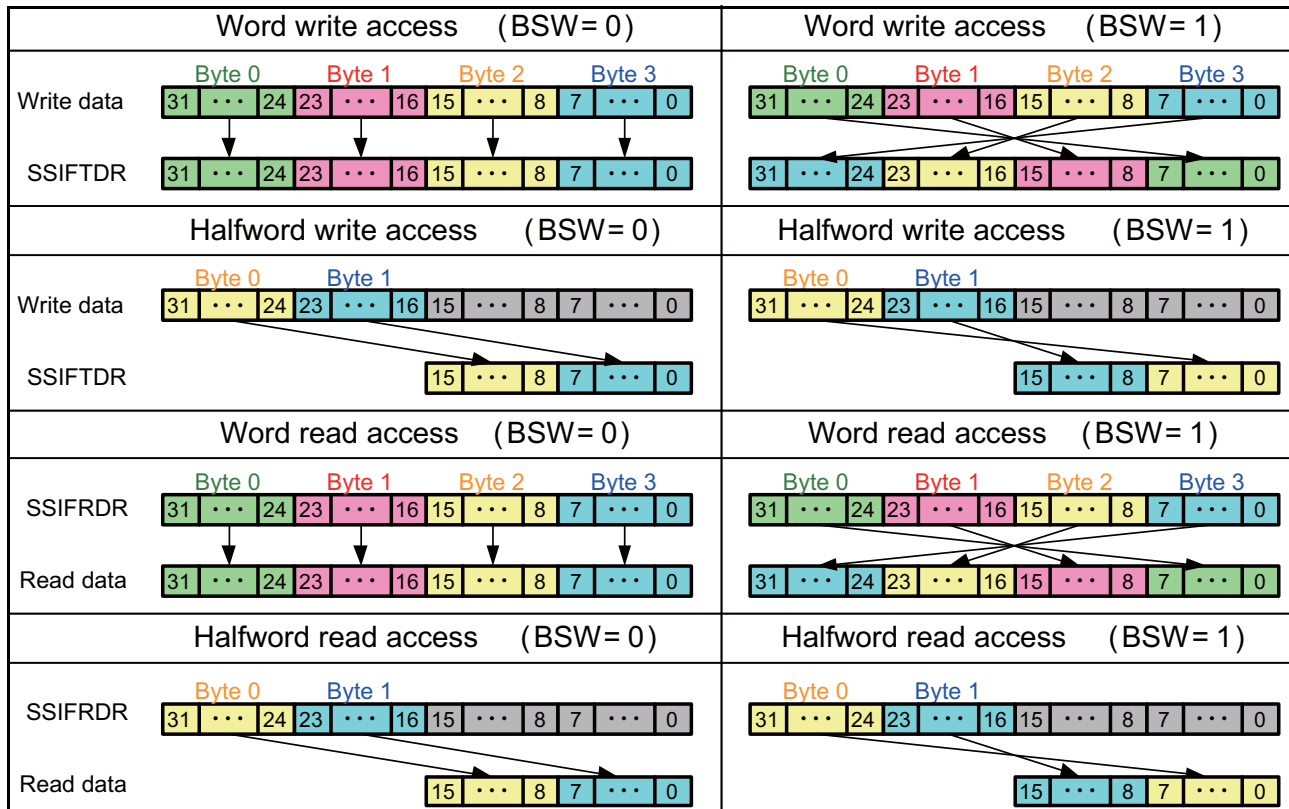 Word write access (BSW= 0)
Word write access (BSW= 1)
Byte 0 Byte 1 Byte 2 Byte 3
Byte 0 Byte 1 Byte 2 Byte 3
Write data 31 ··· 24 23 ··· 16 15 ··· 8 7 ··· 0
31 ··· 24 23 ··· 16 15 ··· 8 7 ··· 0
SSIFTDR 31 ··· 24 23 ··· 16 15 ··· 8 7 ··· 0
31 ··· 24 23 ··· 16 15 ··· 8 7 ··· 0
Halfword write access (BSW= 0)
Halfword write access (BSW= 1)
Byte 0 Byte 1
Byte 0 Byte 1
Write data 31 ··· 24 23 ··· 16 15 ··· 8 7 ··· 0
31 ··· 24 23 ··· 16 15 ··· 8 7 ··· 0
SSIFTDR 15 ··· 8 7 ··· 0
15 ··· 8 7 ··· 0
Word read access (BSW= 0)
Word read access (BSW= 1)
Byte 0 Byte 1 Byte 2 Byte 3
Byte 0 Byte 1 Byte 2 Byte 3
SSIFRDR 31 ··· 24 23 ··· 16 15 ··· 8 7 ··· 0
31 ··· 24 23 ··· 16 15 ··· 8 7 ··· 0
Read data 31 ··· 24 23 ··· 16 15 ··· 8 7 ··· 0
31 ··· 24 23 ··· 16 15 ··· 8 7 ··· 0
Halfword read access (BSW= 0)
Halfword read access (BSW= 1)
Byte 0 Byte 1
Byte 0 Byte 1
SSIFRDR 31 ··· 24 23 ··· 16 15 ··· 8 7 ··· 0
31 ··· 24 23 ··· 16 15 ··· 8 7 ··· 0
Read data 15 ··· 8 7 ··· 0
15 ··· 8 7 ··· 0